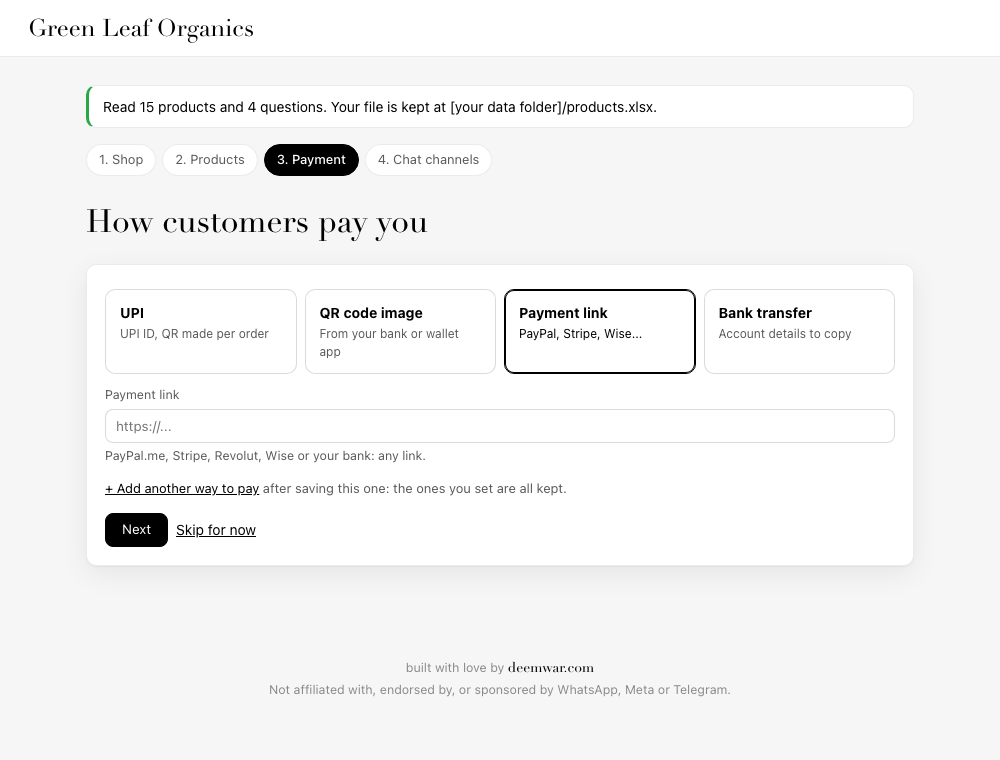 Green Leaf Organics
Read 15 products and 4 questions. Your file is kept at [your data folder]/products.xlsx.
1. Shop
2. Products
3. Payment
4. Chat channels
How customers pay you
UPI
UPI ID, QR made per order
QR code image
From your bank or wallet
app
Payment link
PayPal, Stripe, Wise...
Bank transfer
Account details to copy
Payment link
https://...
PayPal.me, Stripe, Revolut, Wise or your bank: any link.
+ Add another way to pay after saving this one: the ones you set are all kept.
Next
Skip for now
built with love by deemwar.com
Not affiliated with, endorsed by, or sponsored by WhatsApp, Meta or Telegram.